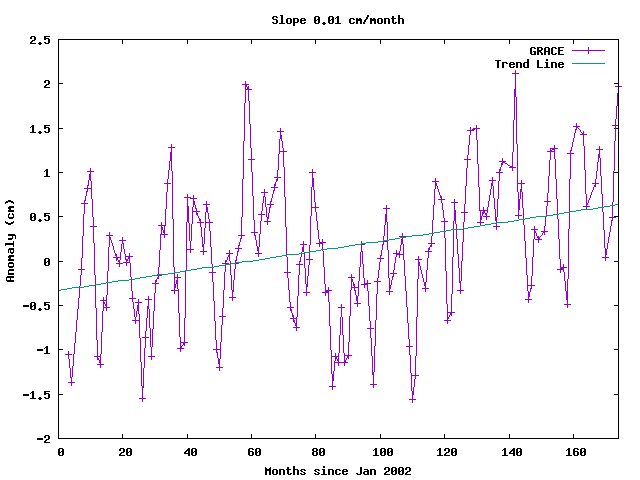 Slope 0.01 cm/month
GRACE
Trend Line
2.5
2
1.5
1
0.5
0
-0.5
-1
-1.5
-2
Anomaly (cm)
0 20 40 60 80 100 120 140 160
Months since Jan 2002